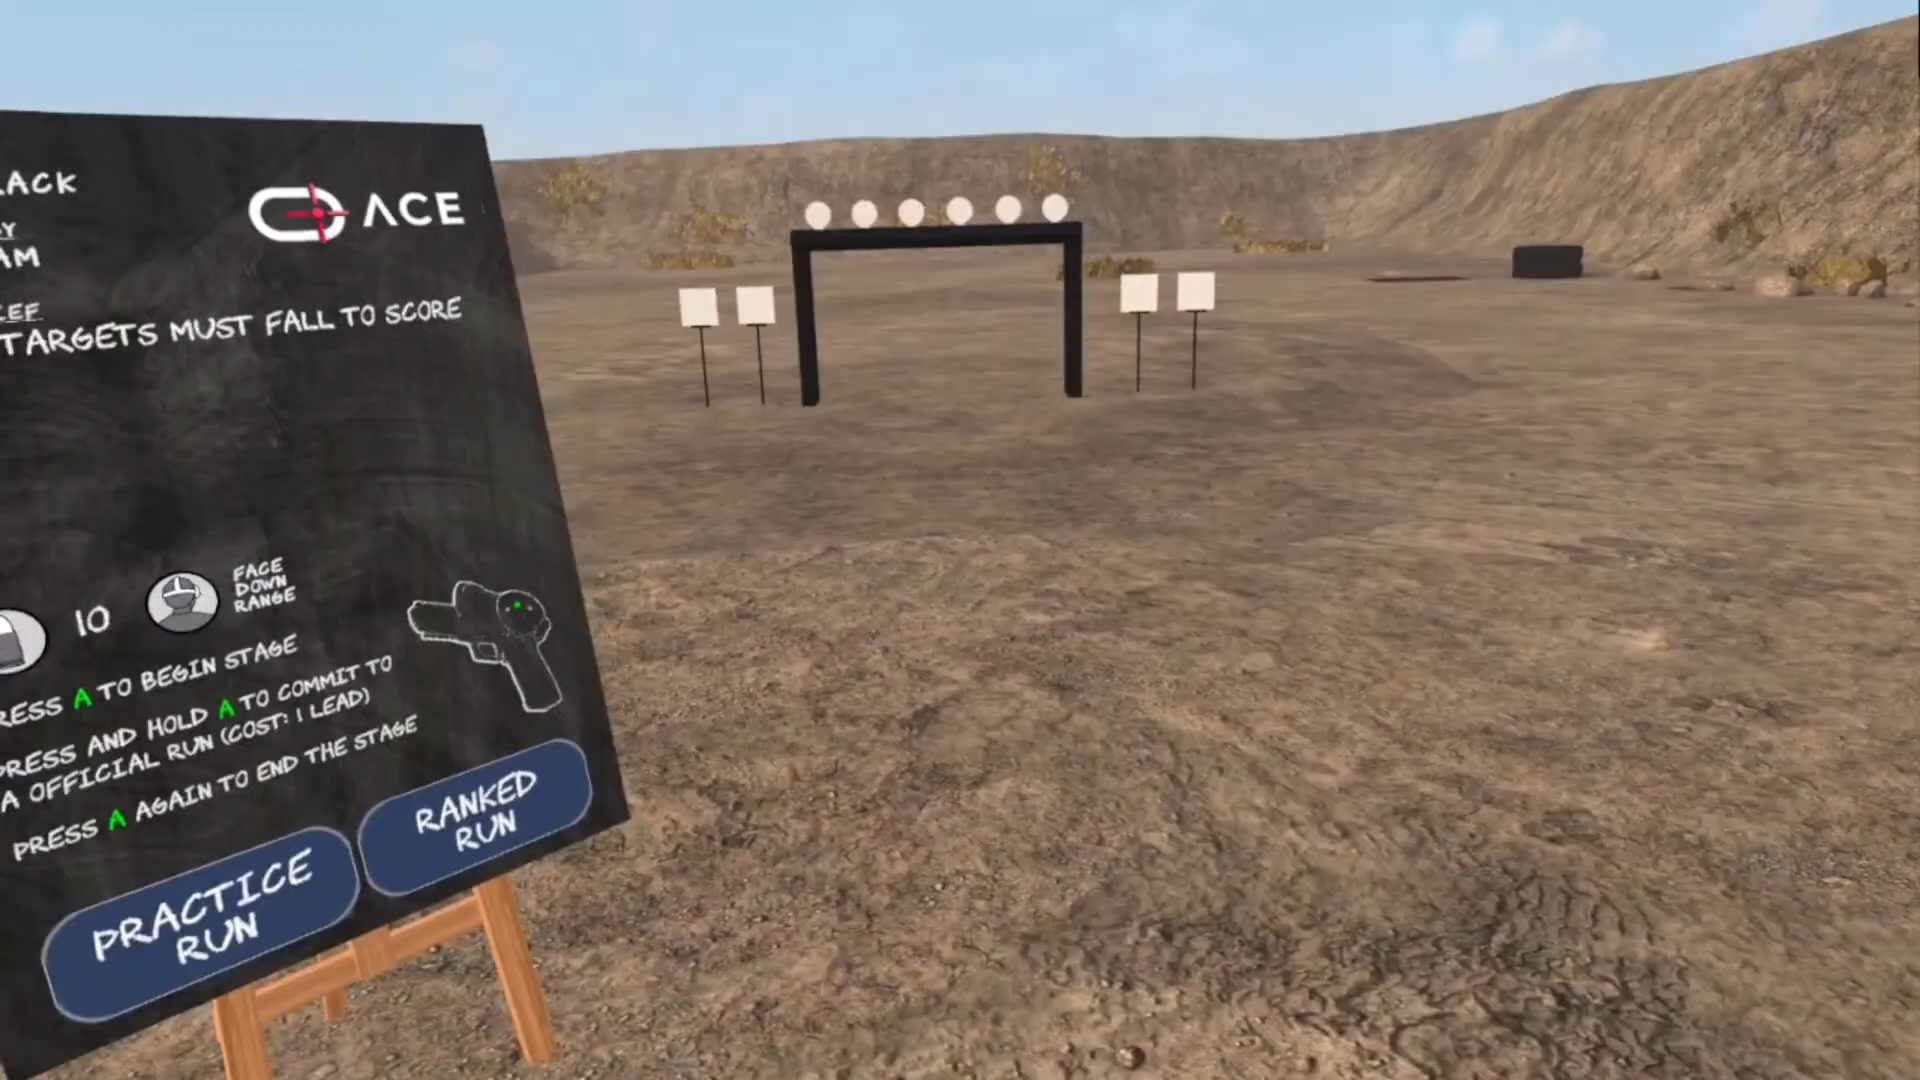 ACE
TARGETS MUST FALL TO SCORE
10
FACE
DOWN
RANGE
A TO BEGIN STAGE
PRESS AND HOLD A TO COMMIT TO
A OFFICIAL RUN (COST: 1 LEAD)
PRESS A AGAIN TO END THE STAGE
PRACTICE
RUN
RANKED
RUN